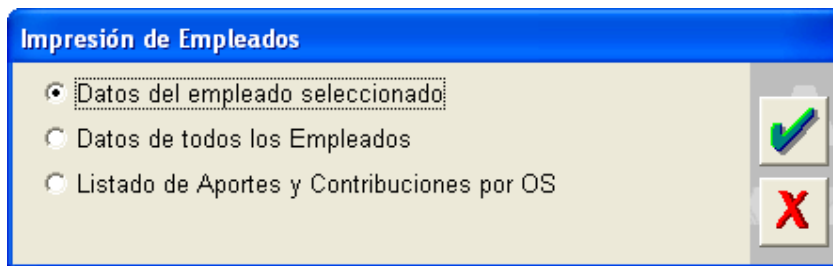 Impresión de Empleados
Datos del empleado seleccionado
Datos de todos los Empleados
Listado de Aportes y Contribuciones por OS